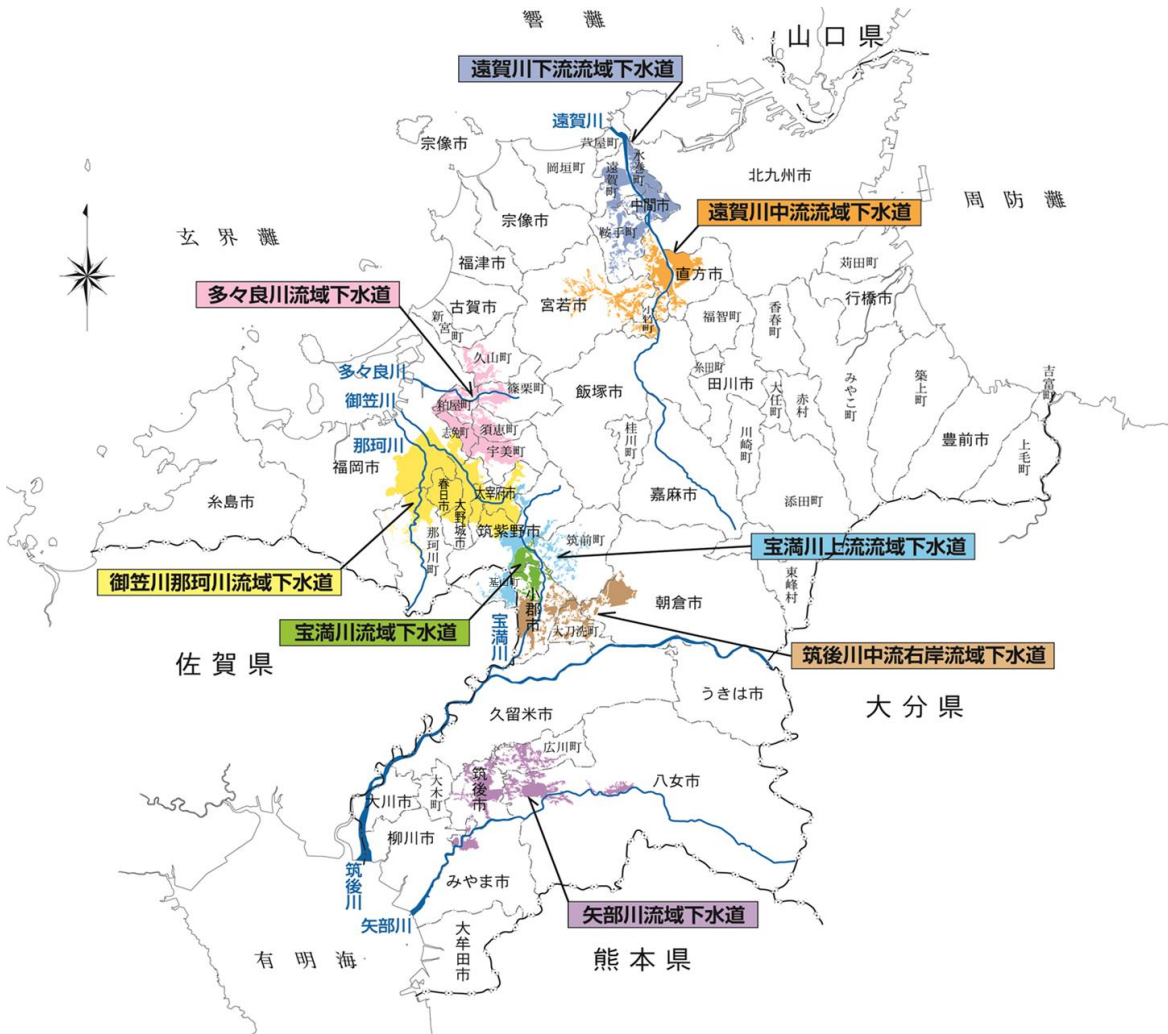 響灘
山口県
遠賀川下流流域下水道
遠賀川
宗像市
芦屋町
水巻町
岡垣町
遠賀町
北九州市
周防灘
中間市
遠賀川中流流域下水道
宗像市
鞍手町
玄界灘
福津市
直方市
苅田町
多々良川流域下水道
古賀市
宮若市
行橋市
新宮町
小竹町
福智町
香春町
久山町
多々良川
篠栗町
飯塚市
糸田町
田川市
大任町
赤村
みやこ町
築上町
吉富町
御笠川
粕屋町
志免町
須恵町
桂川町
川崎町
豊前市
上毛町
那珂川
宇美町
福岡市
糸島市
春日市
大宰府市
嘉麻市
添田町
大野城市
筑紫野市
那珂川町
筑前町
宝満川上流流域下水道
御笠川那珂川流域下水道
基山町
東峰村
小郡市
朝倉市
宝満川流域下水道
宝満川
大刀洗町
筑後川中流右岸流域下水道
佐賀県
うきは市
大分県
久留米市
広川町
筑後市
大木町
八女市
大川市
柳川市
筑後川
みやま市
矢部川
矢部川流域下水道
大牟田市
有明海
熊本県